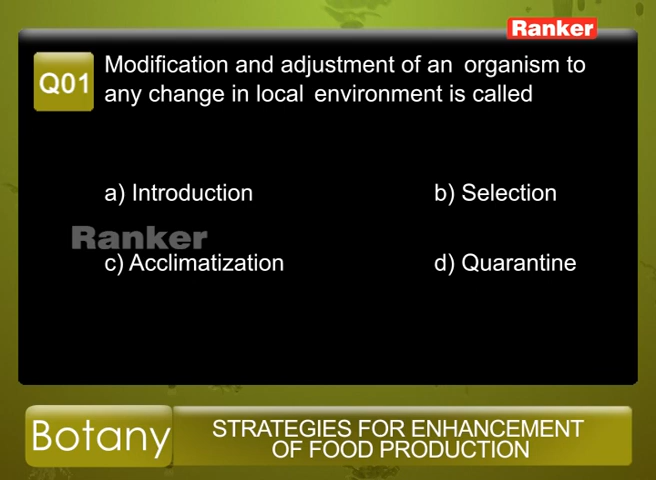 Ranker
Q01
Modification and adjustment of an organism to
any change in local environment is called
a) Introduction
b) Selection
Ranker
c) Acclimatization
d) Quarantine
Botany
STRATEGIES FOR ENHANCEMENT
OF FOOD PRODUCTION